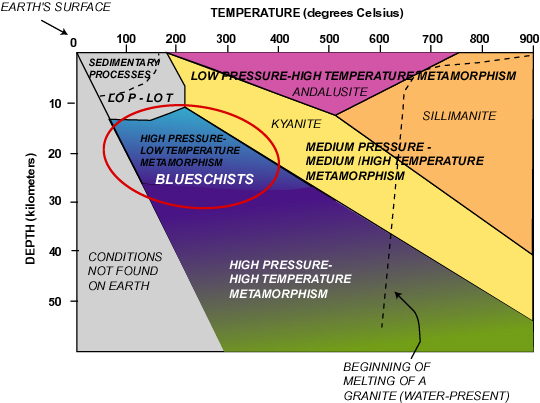 EARTH'S SURFACE
TEMPERATURE (degrees Celsius)
0 100 200 300 400 500 600 700 800 900
DEPTH (kilometers)
10
20
30
40
50
SEDIMENTARY
PROCESSES
LOP - LOT
LOW PRESSURE-HIGH TEMPERATURE METAMORPHISM
ANDALUSITE
KYANITE
SILLIMANITE
HIGH PRESSURE-
LOW TEMPERATURE
METAMORPHISM
BLUESCHISTS
MEDIUM PRESSURE -
MEDIUM /HIGH TEMPERATURE
METAMORPHISM
CONDITIONS
NOT FOUND
ON EARTH
HIGH PRESSURE-
HIGH TEMPERATURE
METAMORPHISM
BEGINNING OF
MELTING OF A
GRANITE (WATER-PRESENT)